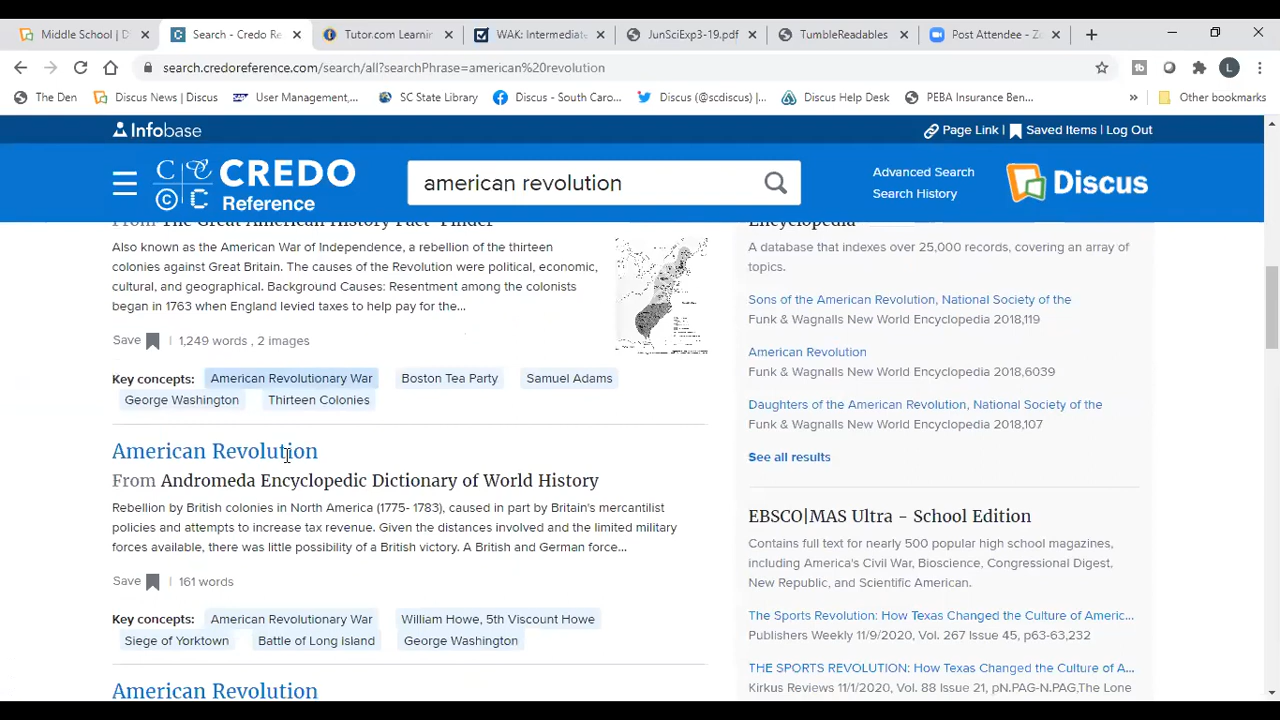 Middle School | D
Search - Credo Re
Tutor.com Learnin
WAK: Intermediate
JunSciExp3-19.pdf
TumbleReadables
Post Attendee - Zo
search.credoreference.com/search/all?searchPhrase=american%20revolution
L
The Den
Discus News | Discus
User Management,...
SC State Library
Discus - South Caro...
Discus (@scdiscus) |...
Discus Help Desk
PEBA Insurance Ben...
»
Other bookmarks
Infobase
Page Link | Saved Items | Log Out
CREDO
Reference
american revolution
Advanced Search
Search History
Discus
From The Great American History Fact-Finder
Also known as the American War of Independence, a rebellion of the thirteen
colonies against Great Britain. The causes of the Revolution were political, economic,
cultural, and geographical. Background Causes: Resentment among the colonists
began in 1763 when England levied taxes to help pay for the...
Save | 1,249 words , 2 images
Key concepts: American Revolutionary War Boston Tea Party Samuel Adams
George Washington Thirteen Colonies
American Revolution
From Andromeda Encyclopedic Dictionary of World History
Rebellion by British colonies in North America (1775- 1783), caused in part by Britain's mercantilist
policies and attempts to increase tax revenue. Given the distances involved and the limited military
forces available, there was little possibility of a British victory. A British and German force...
Save | 161 words
Key concepts: American Revolutionary War William Howe, 5th Viscount Howe
Siege of Yorktown Battle of Long Island George Washington
American Revolution
Encyclopedia
A database that indexes over 25,000 records, covering an array of
topics.
Sons of the American Revolution, National Society of the
Funk & Wagnalls New World Encyclopedia 2018,119
American Revolution
Funk & Wagnalls New World Encyclopedia 2018,6039
Daughters of the American Revolution, National Society of the
Funk & Wagnalls New World Encyclopedia 2018,107
See all results
EBSCO|MAS Ultra - School Edition
Contains full text for nearly 500 popular high school magazines,
including America's Civil War, Bioscience, Congressional Digest,
New Republic, and Scientific American.
The Sports Revolution: How Texas Changed the Culture of Americ...
Publishers Weekly 11/9/2020, Vol. 267 Issue 45, p63-63,232
THE SPORTS REVOLUTION: How Texas Changed the Culture of A...
Kirkus Reviews 11/1/2020, Vol. 88 Issue 21, pN.PAG-N.PAG,The Lone